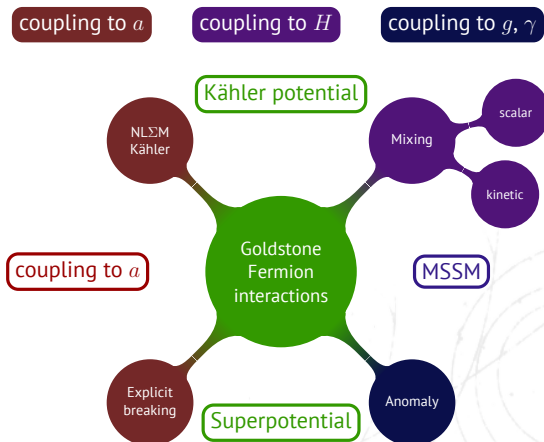 coupling to a
coupling to H
coupling to g, γ
Kähler potential
NLΣM
Kähler
Mixing
scalar
kinetic
Goldstone
Fermion
interactions
coupling to a
MSSM
Explicit
breaking
Superpotential
Anomaly